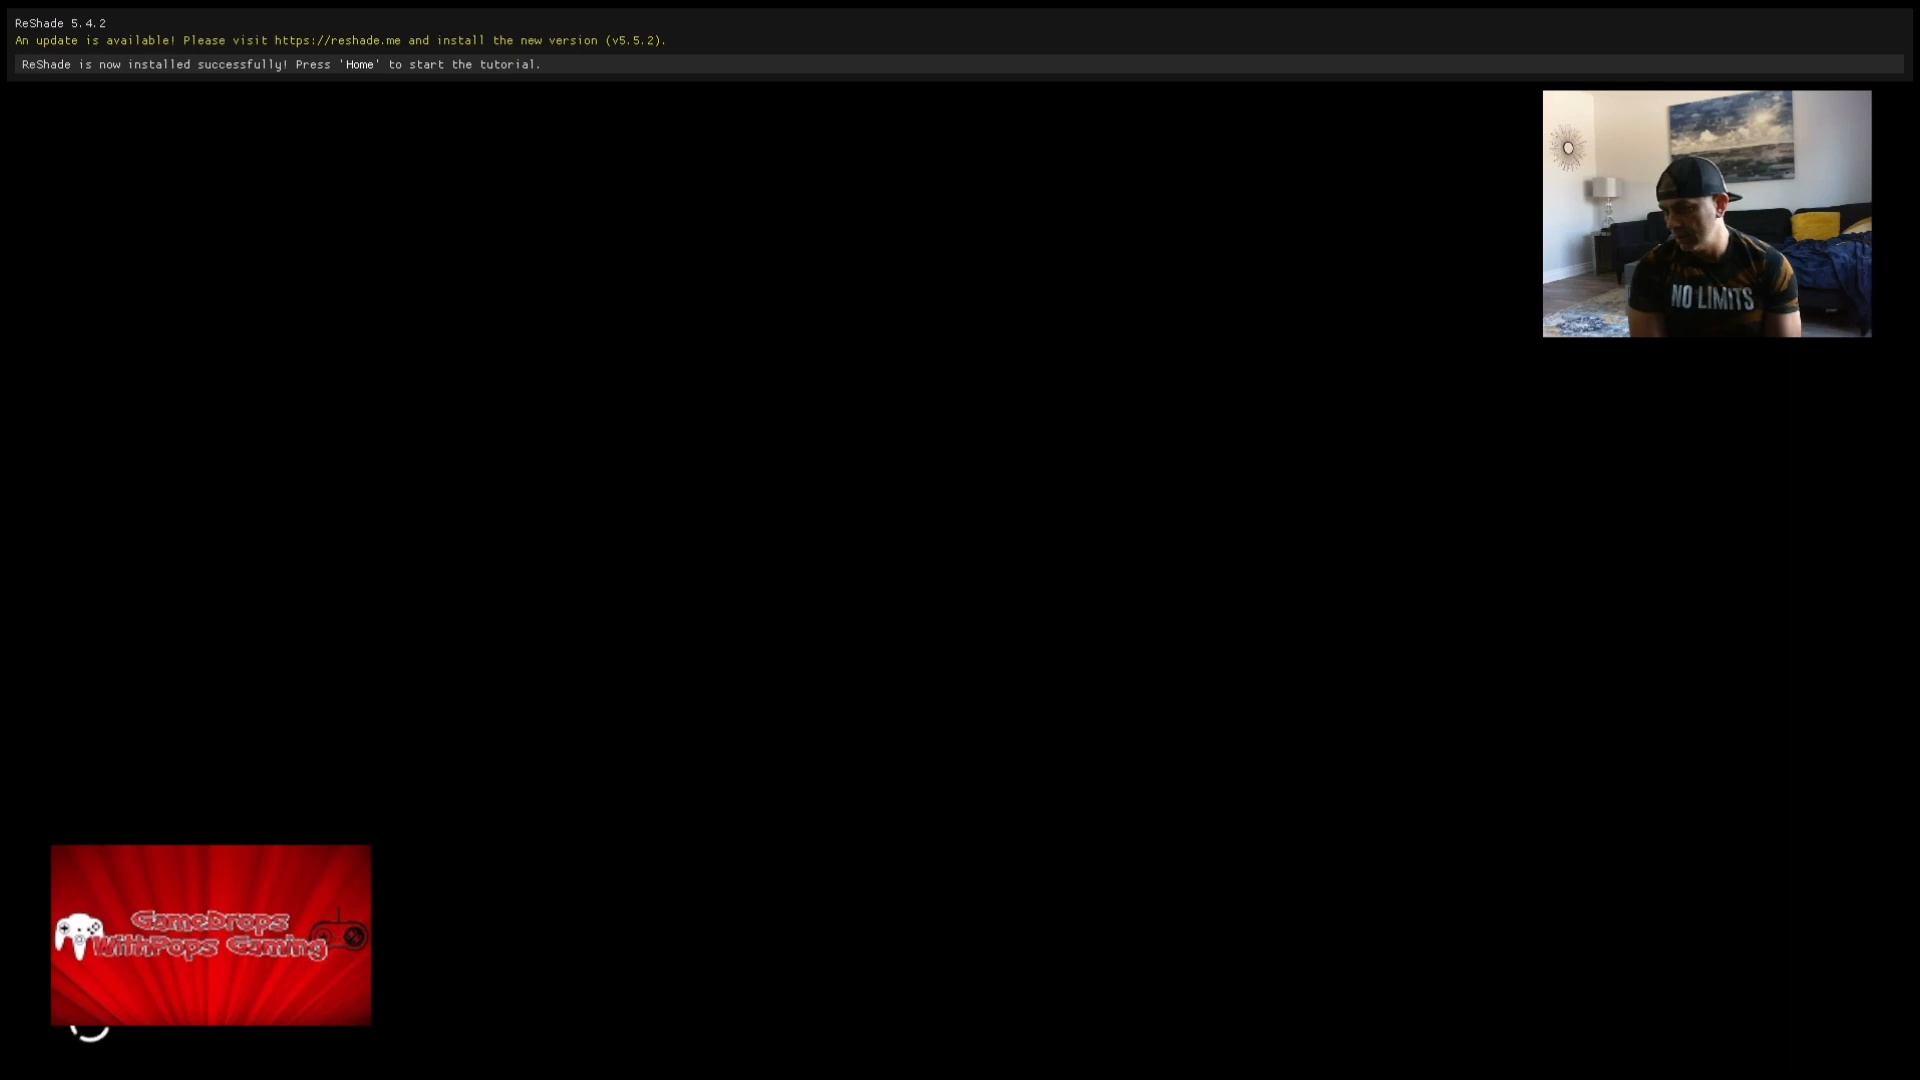 ReShade 5.4.2
An update is available! Please visit https://reshade.me and install the new version (v5.5.2).
ReShade is now installed successfully! Press 'Home' to start the tutorial.
NO LIMITS
GameDrops
WithPops Gaming